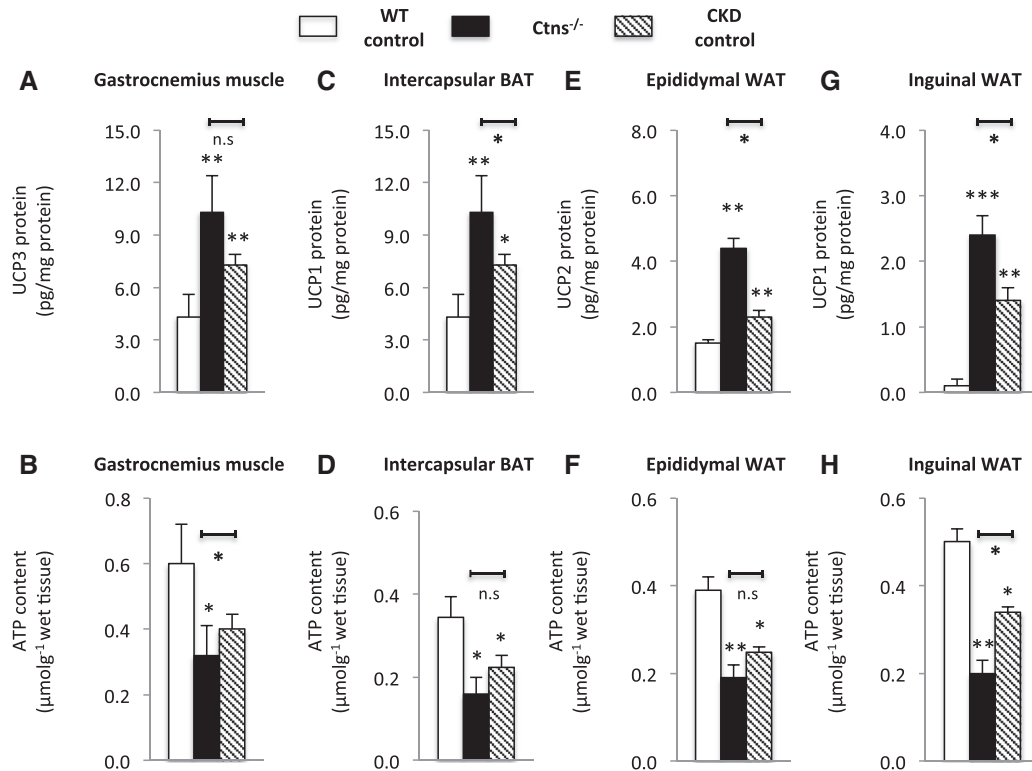 WT control
Ctns-/-
CKD control
A Gastrocnemius muscle
UCP3 protein
(pg/mg protein)
15.0
12.0
9.0
6.0
3.0
0.0
n.s
**
**
C Intercapsular BAT
UCP1 protein
(pg/mg protein)
15.0
12.0
9.0
6.0
3.0
0.0
*
**
*
E Epididymal WAT
UCP2 protein
(pg/mg protein)
8.0
6.0
4.0
2.0
0.0
*
**
**
G Inguinal WAT
UCP1 protein
(pg/mg protein)
4.0
3.0
2.0
1.0
0.0
*
***
**
B Gastrocnemius muscle
ATP content
(µmolg-1 wet tissue)
0.8
0.6
0.4
0.2
0.0
*
*
D Intercapsular BAT
ATP content
(µmolg-1 wet tissue)
0.6
0.4
0.2
0.0
n.s
*
*
F Epididymal WAT
ATP content
(µmolg-1 wet tissue)
0.6
0.4
0.2
0.0
n.s
**
*
H Inguinal WAT
ATP content
(µmolg-1 wet tissue)
0.6
0.4
0.2
0.0
*
**
*